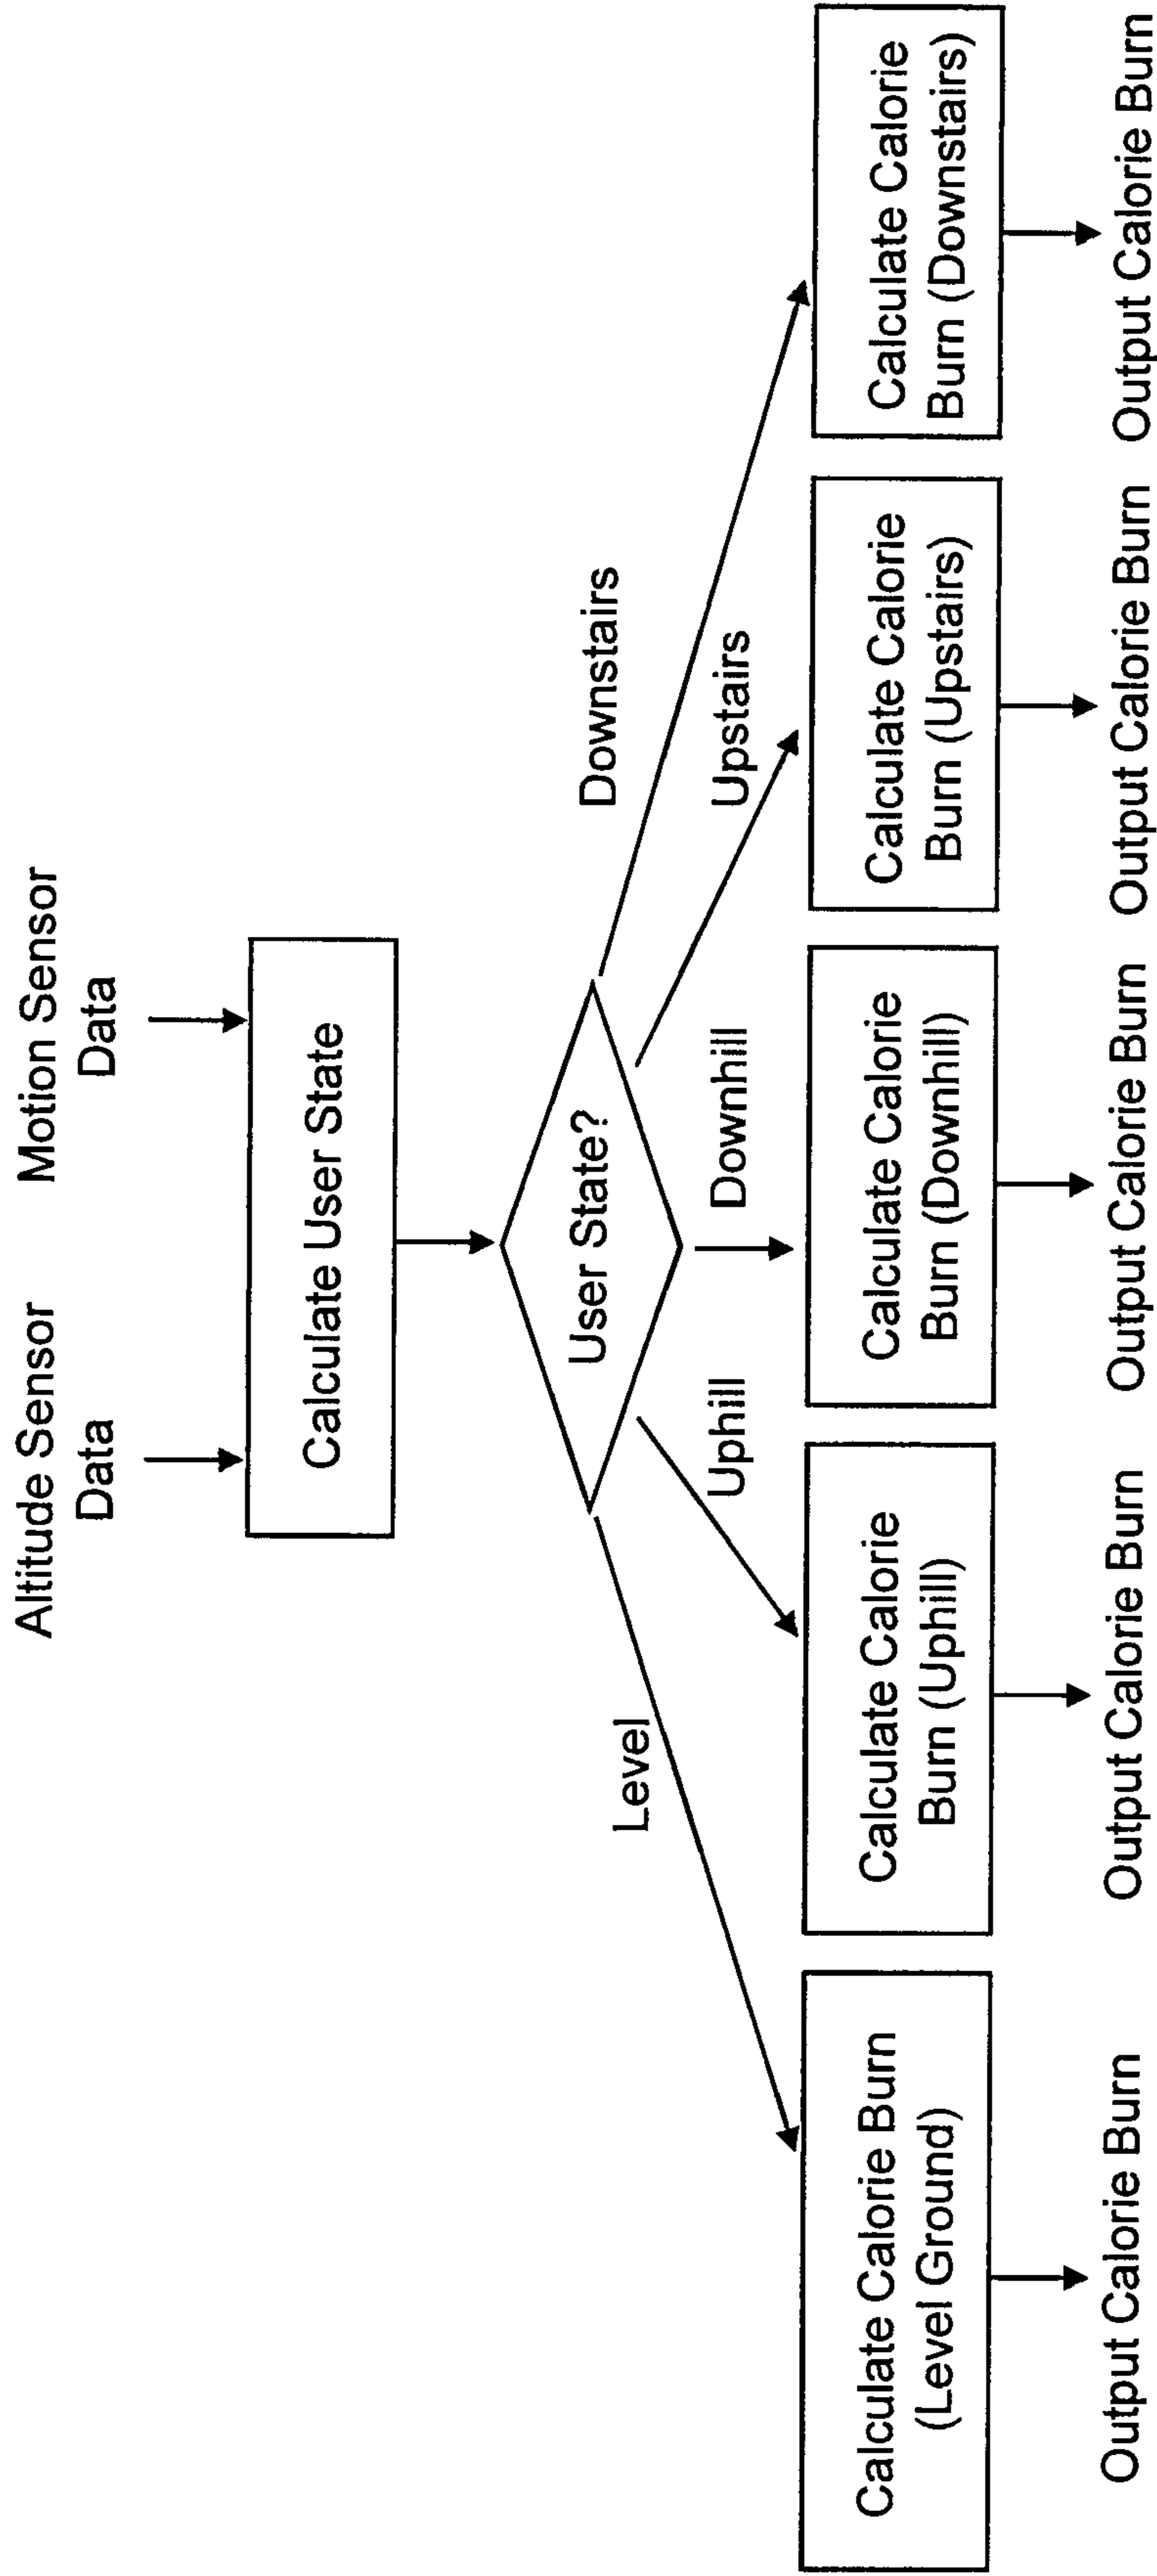 Altitude Sensor
Data
Motion Sensor
Data
Calculate User State
User State?
Level
Uphill
Downhill
Upstairs
Downstairs
Calculate Calorie Burn
(Level Ground)
Calculate Calorie
Burn (Uphill)
Calculate Calorie
Burn (Downhill)
Calculate Calorie
Burn (Upstairs)
Calculate Calorie
Burn (Downstairs)
Output Calorie Burn
Output Calorie Burn
Output Calorie Burn
Output Calorie Burn
Output Calorie Burn